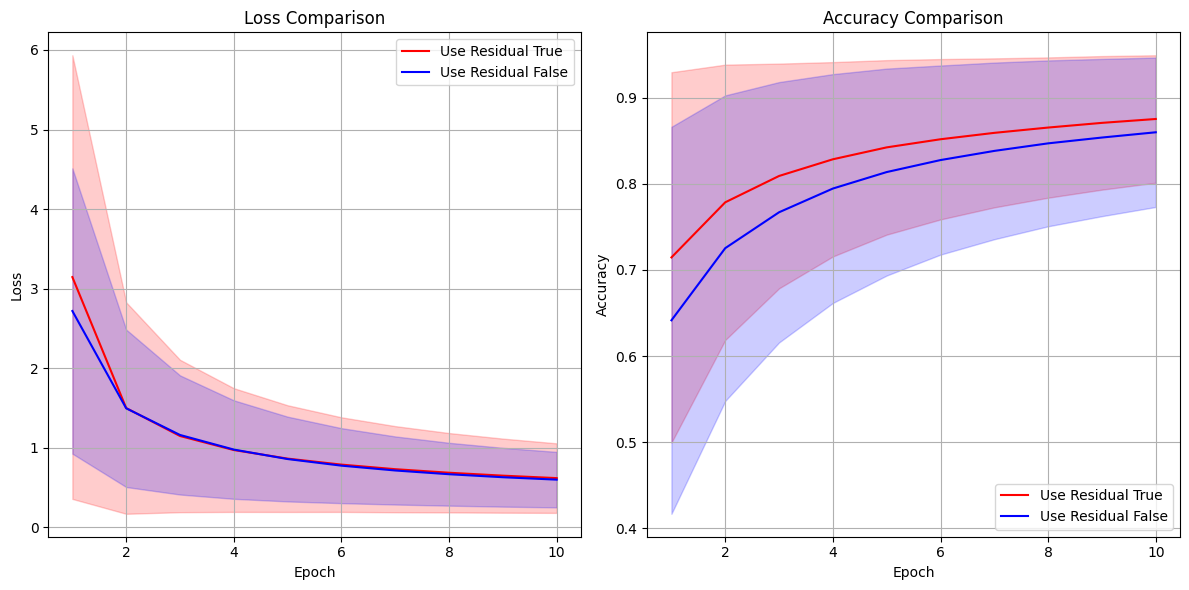 Loss Comparison
6
5
4
3
2
1
0
Loss
2
4
6
8
10
Epoch
Use Residual True
Use Residual False
Accuracy Comparison
0.9
0.8
0.7
0.6
0.5
0.4
Accuracy
2
4
6
8
10
Epoch
Use Residual True
Use Residual False